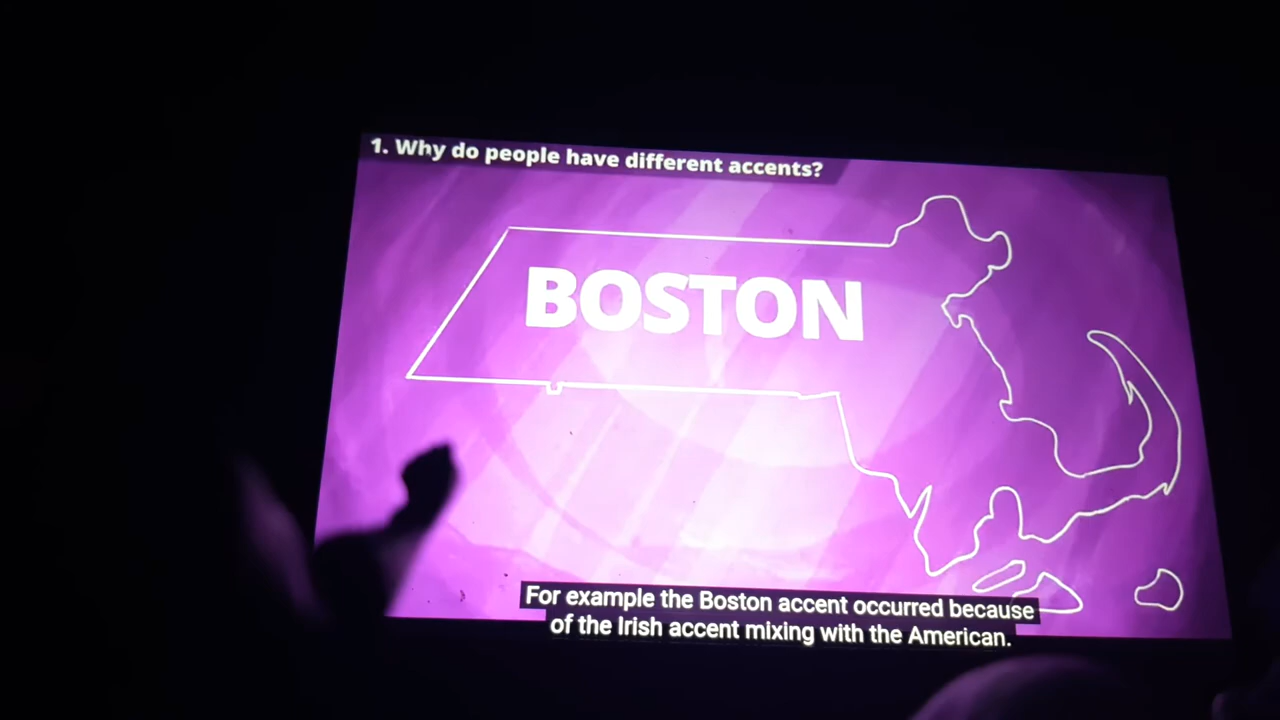 1. Why do people have different accents?
BOSTON
For example the Boston accent occurred because
of the Irish accent mixing with the American.